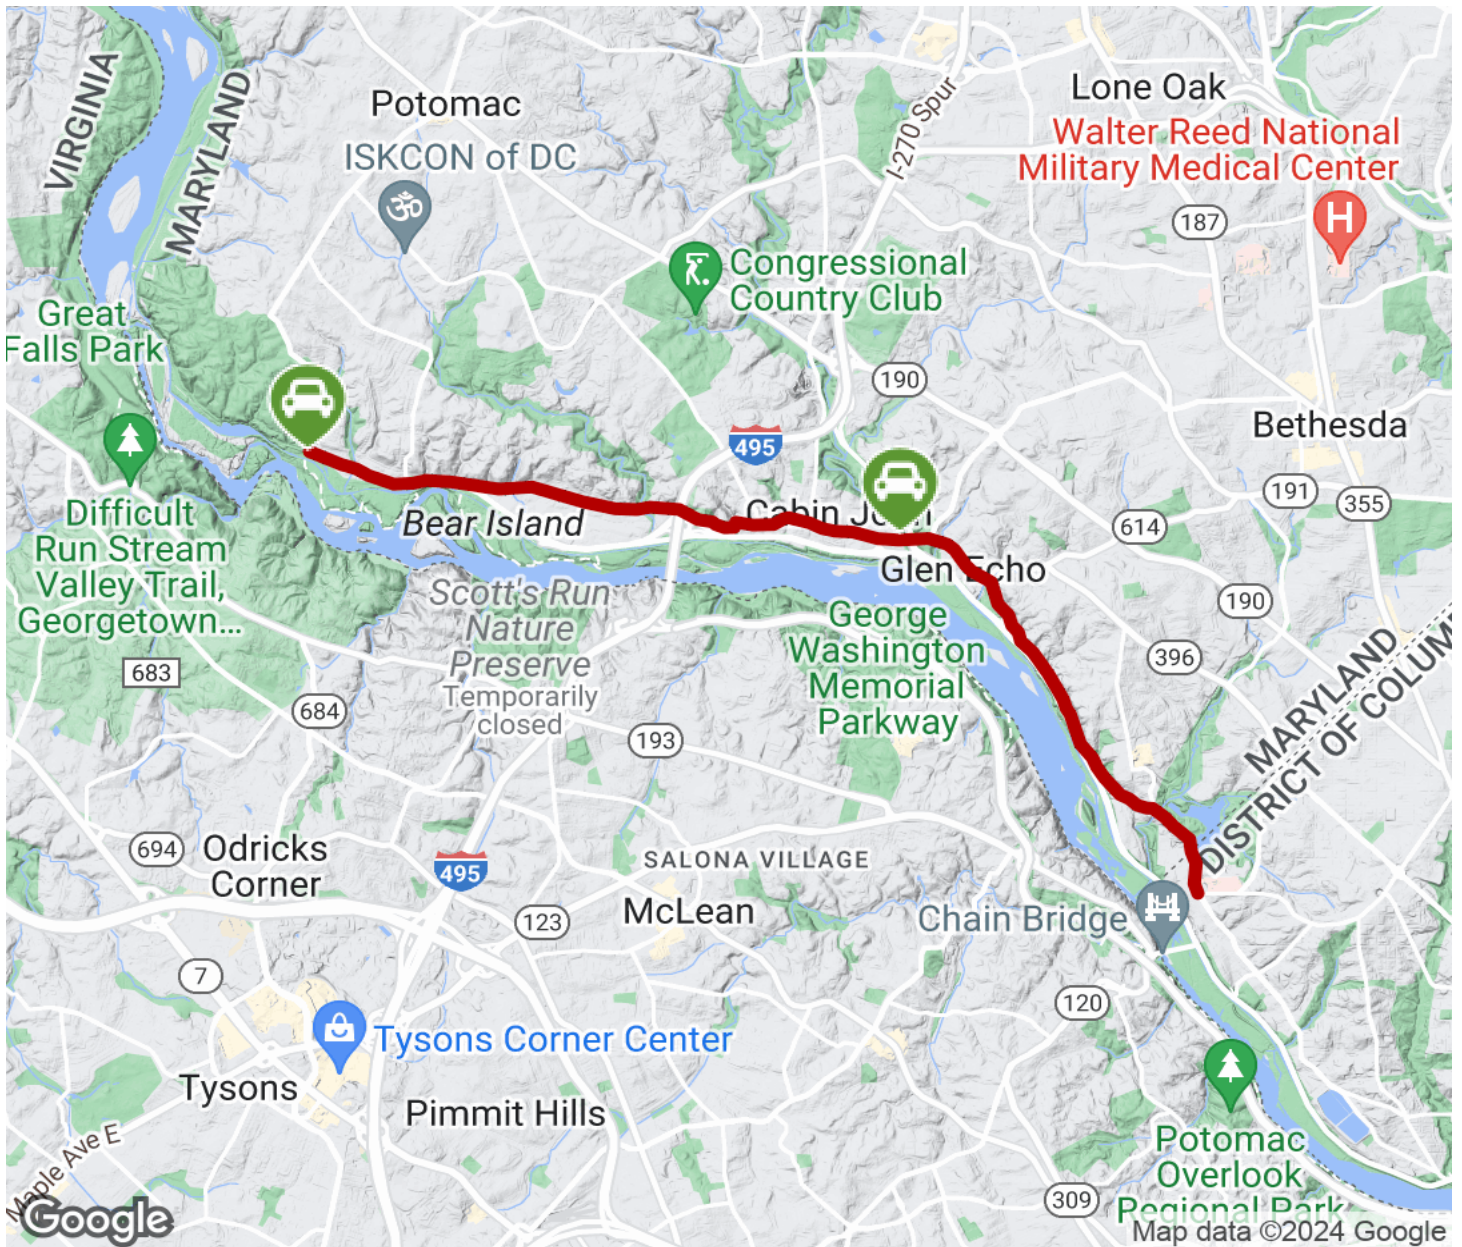 Potomac
ISKCON of DC
VIRGINIA
MARYLAND
I-270 Spur
Lone Oak
Walter Reed National
Military Medical Center
H
187
Congressional
Country Club
Great
Falls Park
190
495
Bethesda
191
355
Cabin John
Bear Island
614
Difficult
Run Stream
Valley Trail,
Georgetown...
Glen Echo
Scott's Run
Nature
Preserve
Temporarily
closed
George
Washington
Memorial
Parkway
190
396
683
684
193
MARYLAND
DISTRICT OF COLUM
694
Odricks
Corner
495
SALONA VILLAGE
McLean
123
Chain Bridge
7
120
Tysons Corner Center
Tysons
Pimmit Hills
Maple Ave E
Potomac
Overlook
Regional Park
309
Google
Map data ©2024 Google